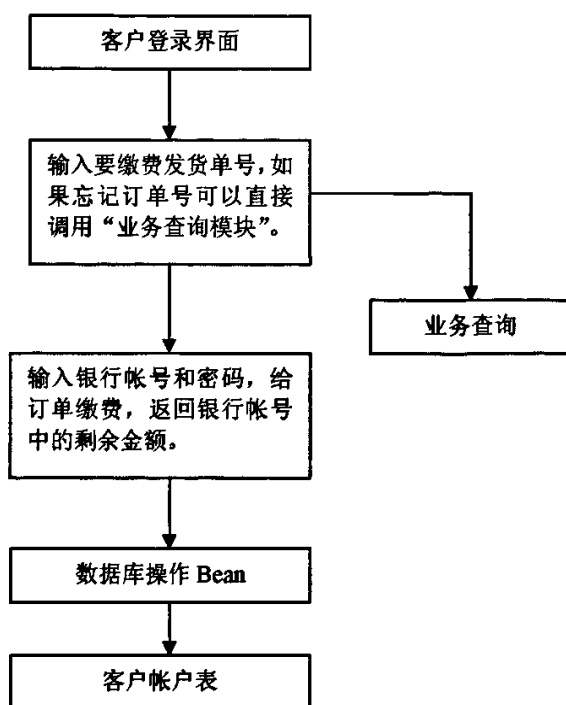 客户登录界面
输入要缴费发货单号，如
果忘记订单号可以直接
调用“业务查询模块”。
业务查询
输入银行帐号和密码，给
订单缴费，返回银行帐号
中的剩余金额。
数据库操作 Bean
客户帐户表